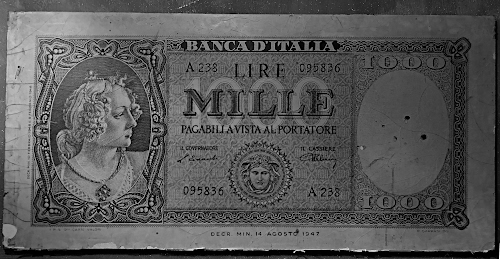 BANCA D'ITALIA
A 238 LIRE 095836
1000
1000
MILLE
PAGABILI A VISTA AL PORTATORE
IL GOVERNATORE IL CASSIERE
095836 A 238
1000
DECR. MIN. 14 AGOSTO 1947